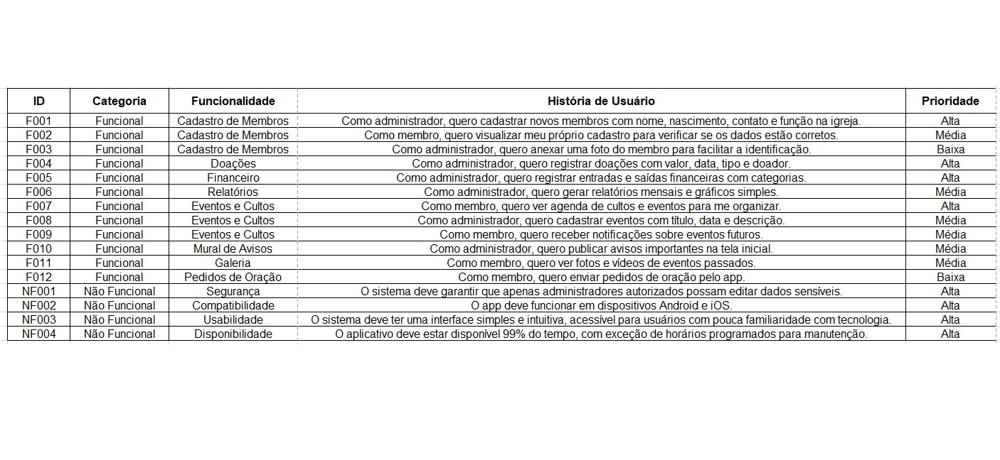 ID Categoria Funcionalidade História de Usuário Prioridade
F001 Funcional Cadastro de Membros Como administrador, quero cadastrar novos membros com nome, nascimento, contato e função na igreja. Alta
F002 Funcional Cadastro de Membros Como membro, quero visualizar meu próprio cadastro para verificar se os dados estão corretos. Média
F003 Funcional Cadastro de Membros Como administrador, quero anexar uma foto do membro para facilitar a identificação. Baixa
F004 Funcional Doações Como administrador, quero registrar doações com valor, data, tipo e doador. Alta
F005 Funcional Financeiro Como administrador, quero registrar entradas e saídas financeiras com categorias. Alta
F006 Funcional Relatórios Como administrador, quero gerar relatórios mensais e gráficos simples. Média
F007 Funcional Eventos e Cultos Como membro, quero ver agenda de cultos e eventos para me organizar. Alta
F008 Funcional Eventos e Cultos Como administrador, quero cadastrar eventos com título, data e descrição. Média
F009 Funcional Eventos e Cultos Como membro, quero receber notificações sobre eventos futuros. Média
F010 Funcional Mural de Avisos Como administrador, quero publicar avisos importantes na tela inicial. Média
F011 Funcional Galeria Como membro, quero ver fotos e vídeos de eventos passados. Média
F012 Funcional Pedidos de Oração Como membro, quero enviar pedidos de oração pelo app. Baixa
NF001 Não Funcional Segurança O sistema deve garantir que apenas administradores autorizados possam editar dados sensíveis. Alta
NF002 Não Funcional Compatibilidade O app deve funcionar em dispositivos Android e iOS. Alta
NF003 Não Funcional Usabilidade O sistema deve ter uma interface simples e intuitiva, acessível para usuários com pouca familiaridade com tecnologia. Alta
NF004 Não Funcional Disponibilidade O aplicativo deve estar disponível 99% do tempo, com exceção de horários programados para manutenção. Alta